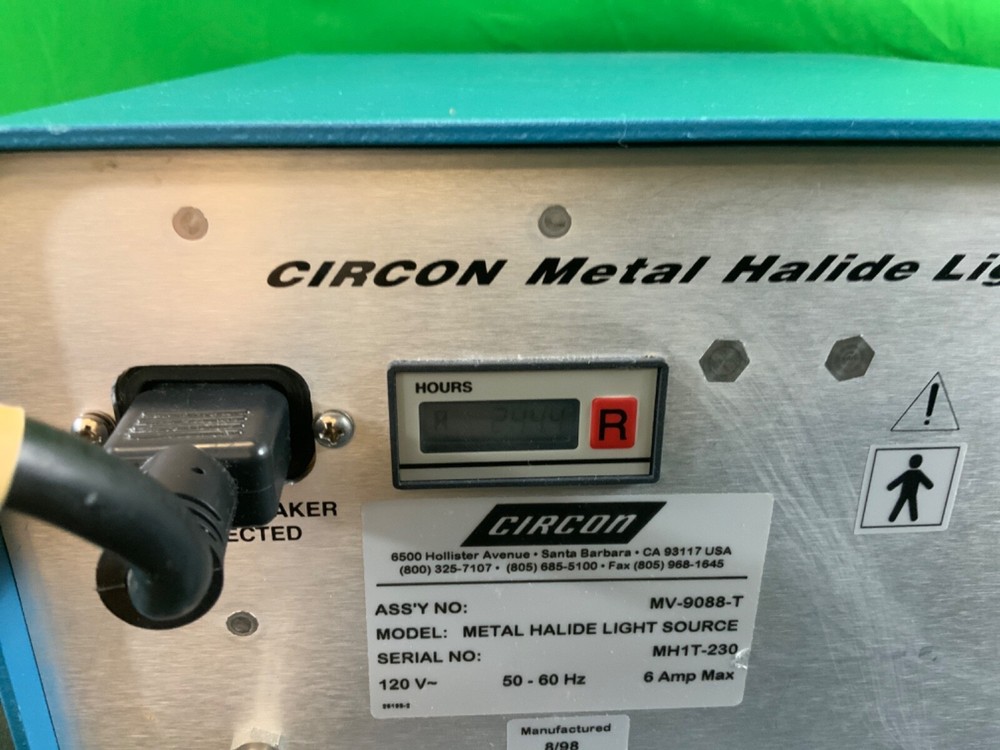 CIRCON Metal Halide Lig
HOURS
R
AKER
ECTED
CIRCON
6500 Hollister Avenue • Santa Barbara • CA 93117 USA
(800) 325-7107 • (805) 685-5100 • Fax (805) 968-1645
ASS'Y NO: MV-9088-T
MODEL: METAL HALIDE LIGHT SOURCE
SERIAL NO: MH1T-230
120 V~ 50 - 60 Hz 6 Amp Max
Manufactured
8/98